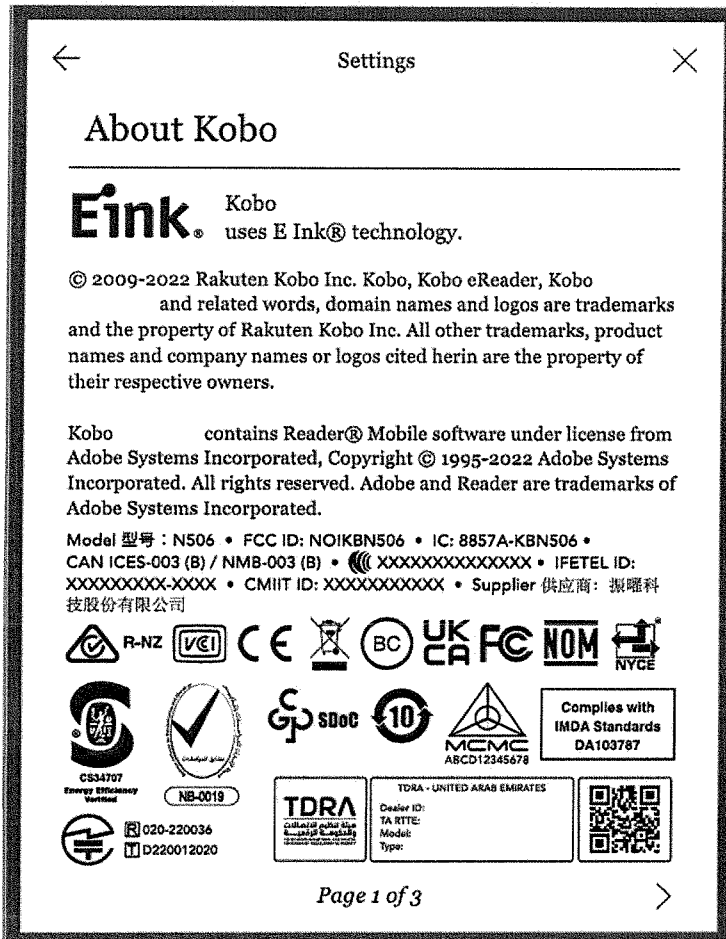 Settings
About Kobo
Eink®
Kobo
uses E Ink® technology.
© 2009-2022 Rakuten Kobo Inc. Kobo, Kobo eReader, Kobo
and related words, domain names and logos are trademarks
and the property of Rakuten Kobo Inc. All other trademarks, product
names and company names or logos cited herin are the property of
their respective owners.
Kobo contains Reader® Mobile software under license from
Adobe Systems Incorporated, Copyright © 1995-2022 Adobe Systems
Incorporated. All rights reserved. Adobe and Reader are trademarks of
Adobe Systems Incorporated.
Model 型号 : N506 • FCC ID: NOIKBN506 • IC: 8857A-KBN506 •
CAN ICES-003 (B) / NMB-003 (B) • XXXXXXXXXXXXXX • IFETEL ID:
XXXXXXXXX-XXXX • CMIIT ID: XXXXXXXXXXX • Supplier 供应商: 振曜科
技股份有限公司
R-NZ VCI CE BC UK CA FC NOM NYCE
CS34707
Energy Efficiency
Verified
NB-0019
SDoC
10
MCMC
ABCD12345678
Complies with
IMDA Standards
DA103787
TDRA
هيئة تنظيم الاتصالات
والحكومة الرقمية
TDRA - UNITED ARAB EMIRATES
Dealer ID:
TA RTTE:
Model:
Type:
R 020-220036
T D220012020
Page 1 of 3